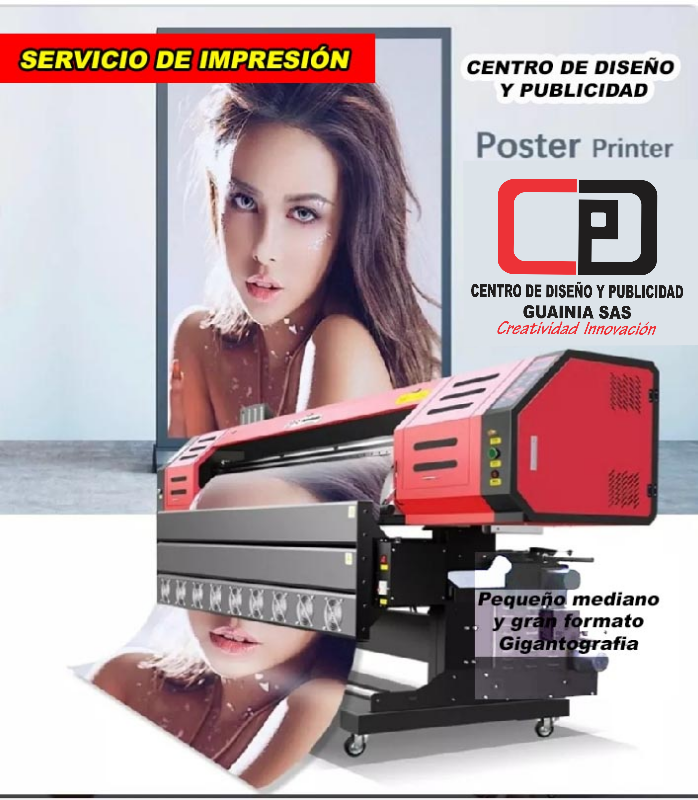 SERVICIO DE IMPRESIÓN
CENTRO DE DISEÑO
Y PUBLICIDAD
Poster Printer
CPD
CENTRO DE DISEÑO Y PUBLICIDAD
GUAINIA SAS
Creatividad Innovación
Pequeño mediano
y gran formato
Gigantografia